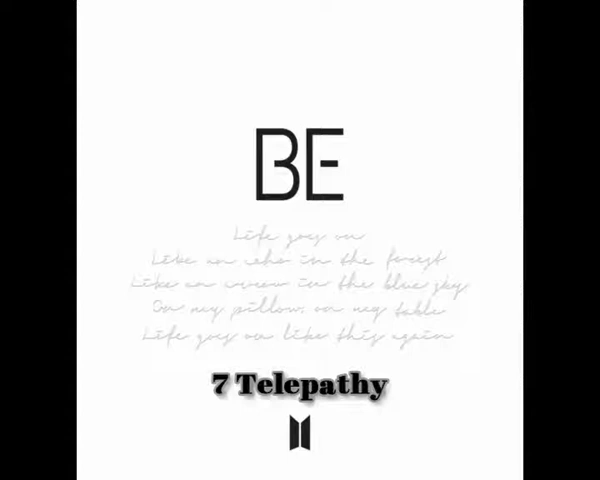 BE
Life goes on
Like an echo in the forest
Like an arrow in the blue sky
On my pillow, on my table
Life goes on like this again
7 Telepathy